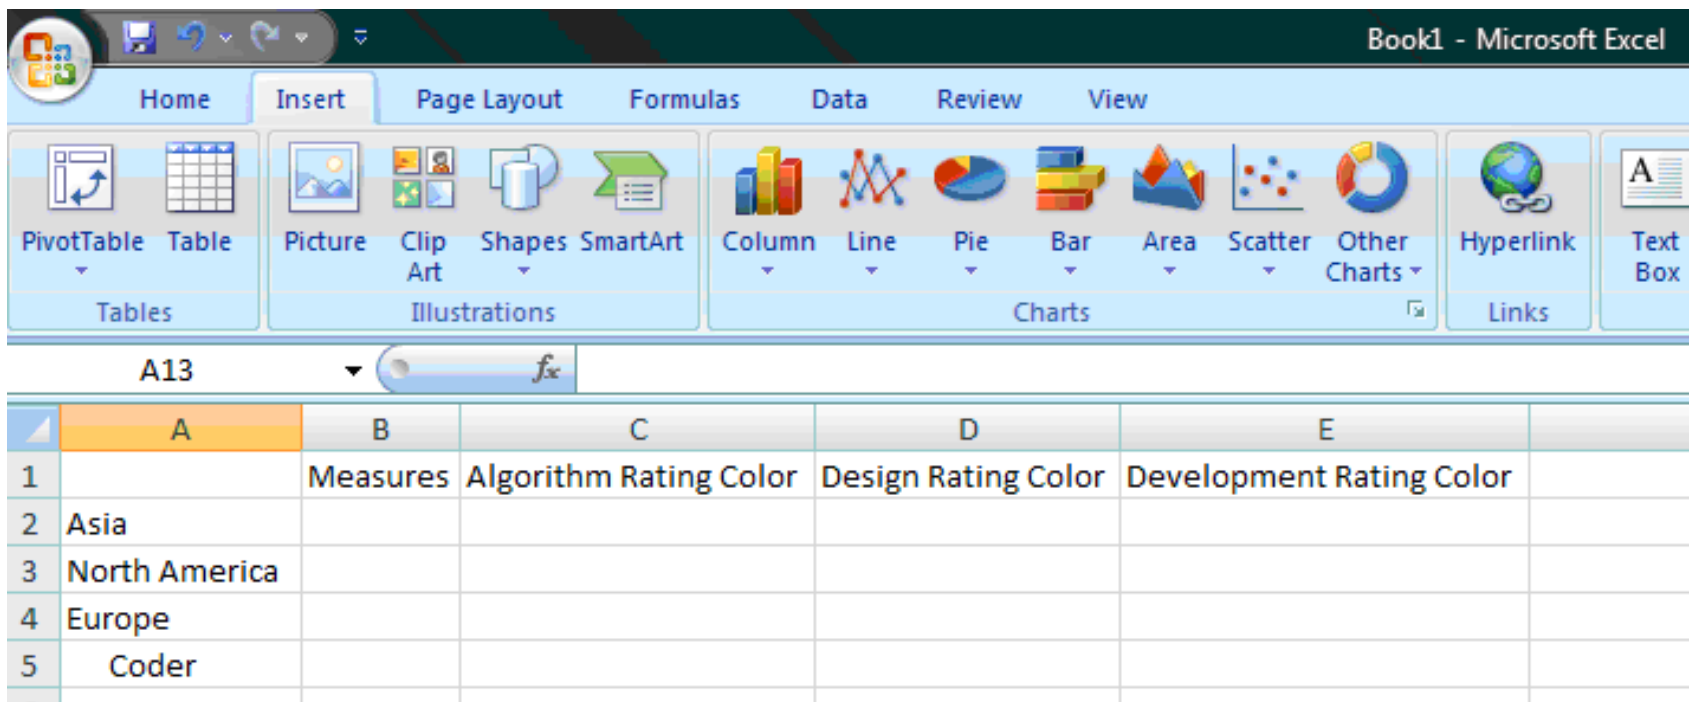 Book1 - Microsoft Excel
Home Insert Page Layout Formulas Data Review View
PivotTable Table Picture Clip Art Shapes SmartArt Column Line Pie Bar Area Scatter Other Charts Hyperlink Text Box
Tables Illustrations Charts Links
A13 fx
A B C D E
1 Measures Algorithm Rating Color Design Rating Color Development Rating Color
2 Asia
3 North America
4 Europe
5 Coder